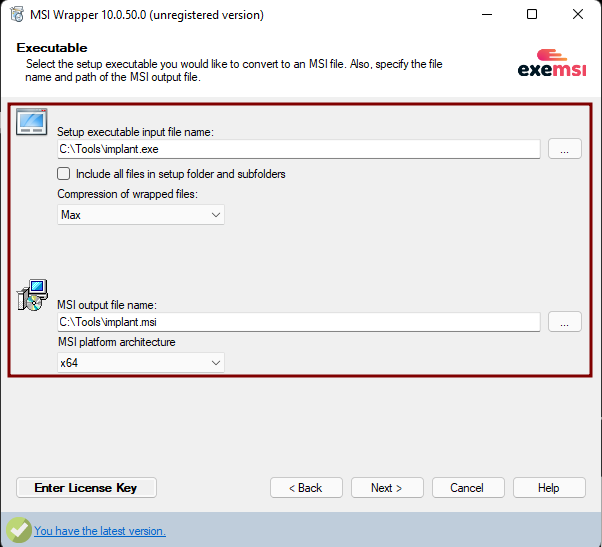 MSI Wrapper 10.0.50.0 (unregistered version)
Executable
Select the setup executable you would like to convert to an MSI file. Also, specify the file
name and path of the MSI output file.
exemsi
Setup executable input file name:
C:\Tools\implant.exe
...
Include all files in setup folder and subfolders
Compression of wrapped files:
Max
MSI output file name:
C:\Tools\implant.msi
...
MSI platform architecture
x64
Enter License Key
< Back
Next >
Cancel
Help
You have the latest version.